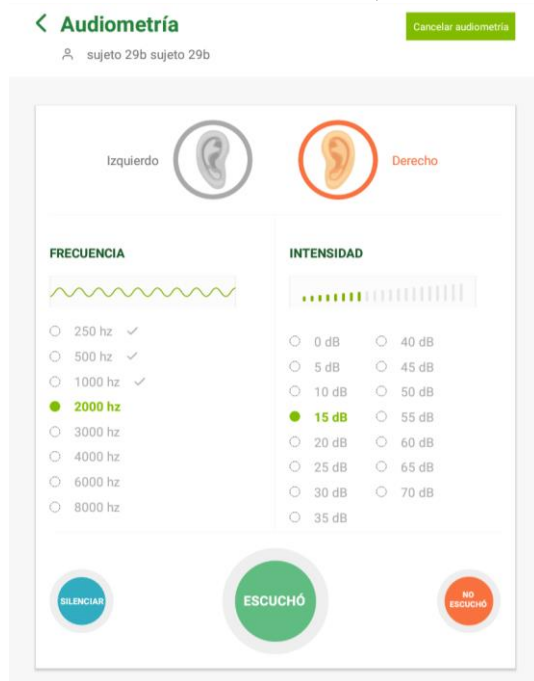 Audiometría
Cancelar audiometría
sujeto 29b sujeto 29b
Izquierdo
Derecho
FRECUENCIA
250 hz
500 hz
1000 hz
2000 hz
3000 hz
4000 hz
6000 hz
8000 hz
INTENSIDAD
0 dB
5 dB
10 dB
15 dB
20 dB
25 dB
30 dB
35 dB
40 dB
45 dB
50 dB
55 dB
60 dB
65 dB
70 dB
SILENCIAR
ESCUCHÓ
NO
ESCUCHÓ